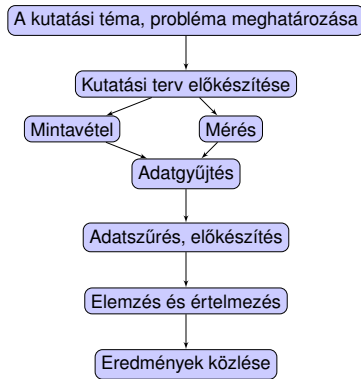 A kutatási téma, probléma meghatározása
Kutatási terv előkészítése
Mintavétel
Mérés
Adatgyűjtés
Adatszűrés, előkészítés
Elemzés és értelmezés
Eredmények közlése